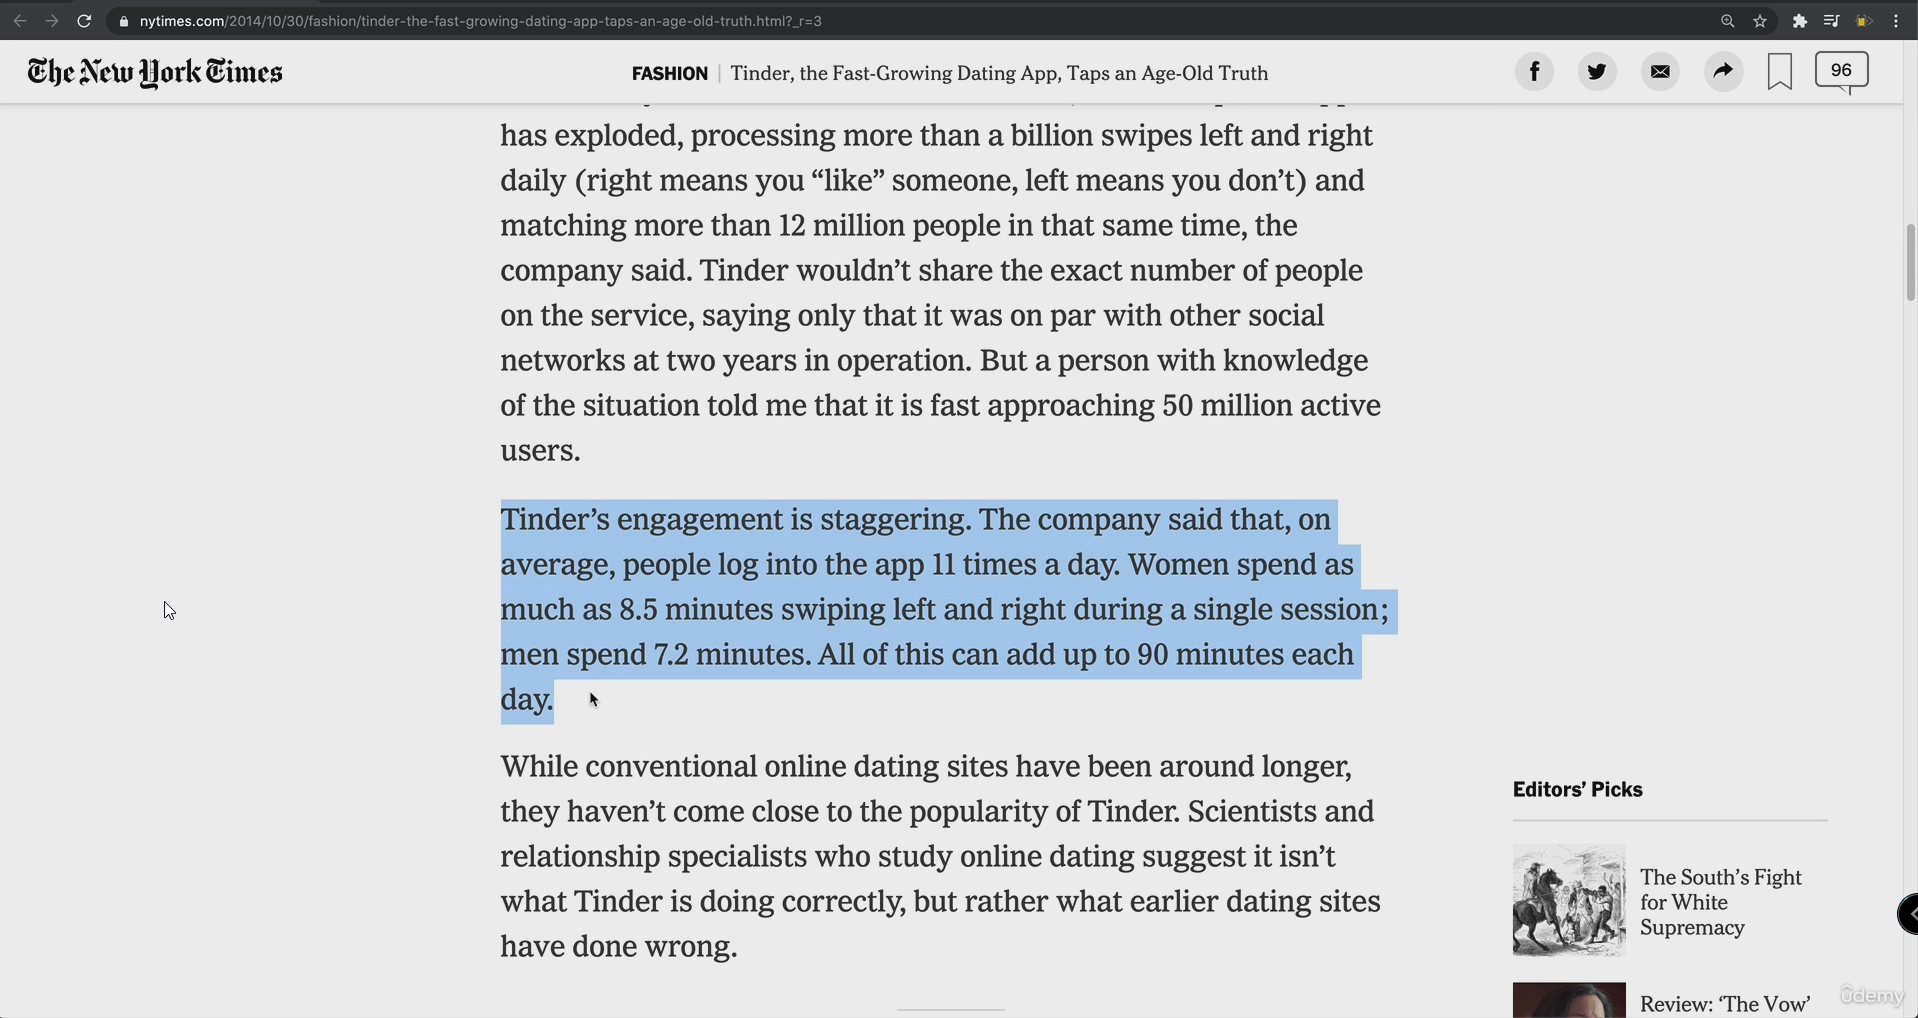 nytimes.com/2014/10/30/fashion/tinder-the-fast-growing-dating-app-taps-an-age-old-truth.html?_r=3
The New York Times
FASHION | Tinder, the Fast-Growing Dating App, Taps an Age-Old Truth
96
has exploded, processing more than a billion swipes left and right
daily (right means you “like” someone, left means you don’t) and
matching more than 12 million people in that same time, the
company said. Tinder wouldn’t share the exact number of people
on the service, saying only that it was on par with other social
networks at two years in operation. But a person with knowledge
of the situation told me that it is fast approaching 50 million active
users.
Tinder’s engagement is staggering. The company said that, on
average, people log into the app 11 times a day. Women spend as
much as 8.5 minutes swiping left and right during a single session;
men spend 7.2 minutes. All of this can add up to 90 minutes each
day.
While conventional online dating sites have been around longer,
they haven’t come close to the popularity of Tinder. Scientists and
relationship specialists who study online dating suggest it isn’t
what Tinder is doing correctly, but rather what earlier dating sites
have done wrong.
Editors’ Picks
The South’s Fight
for White
Supremacy
Review: ‘The Vow’
ûdemy